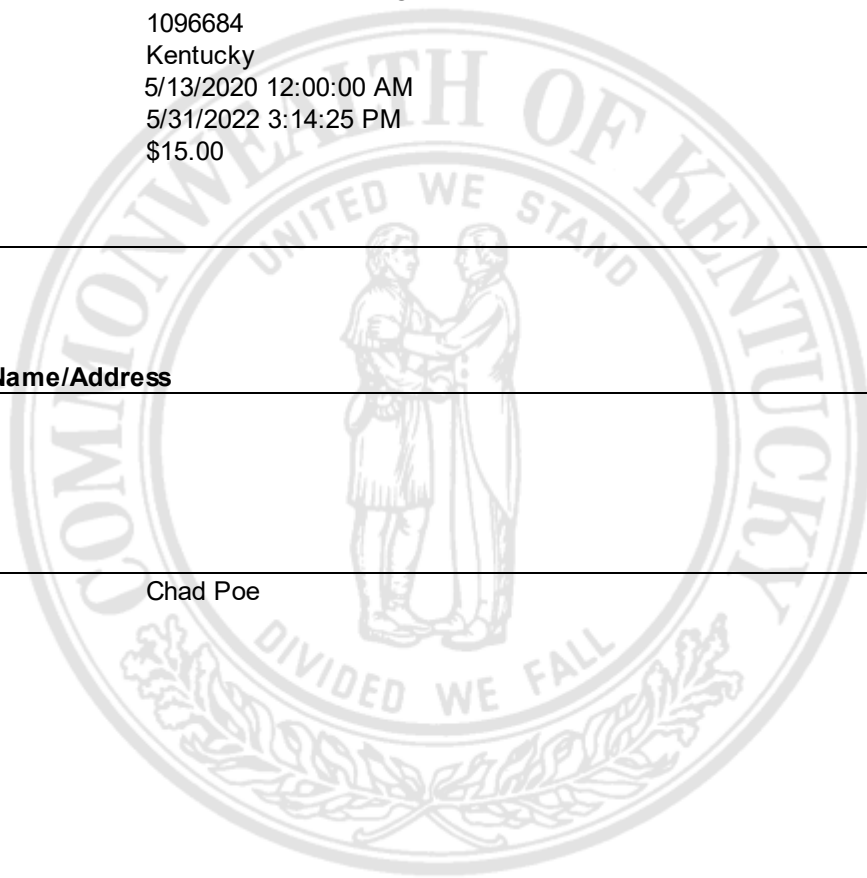 1096684
Kentucky
5/13/2020 12:00:00 AM
5/31/2022 3:14:25 PM
$15.00
COMMONWEALTH OF KENTUCKY
UNITED WE STAND
Name/Address
Chad Poe
DIVIDED WE FALL